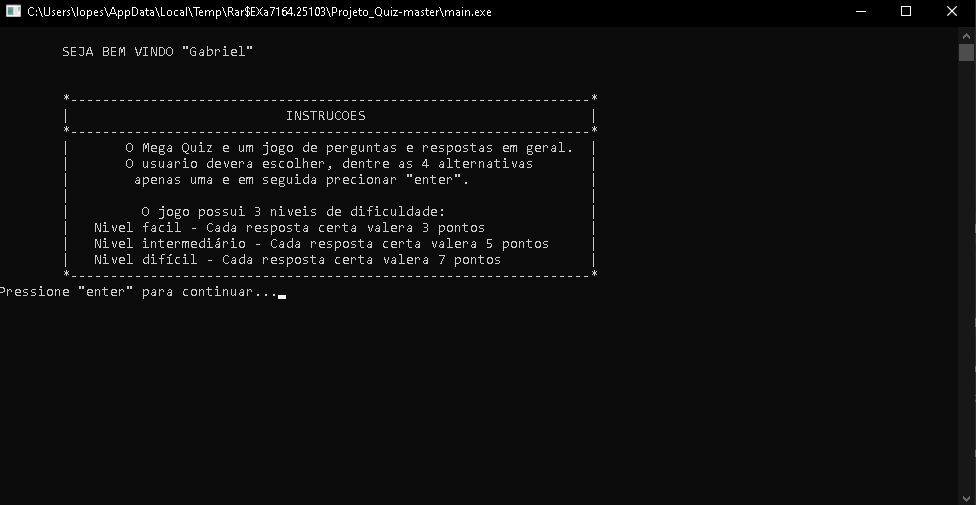 C:\Users\lopes\AppData\Local\Temp\Rar$EXa7164.25103\Projeto_Quiz-master\main.exe
SEJA BEM VINDO "Gabriel"
*-----------------------------------------------------------------*
| INSTRUCOES |
*-----------------------------------------------------------------*
| O Mega Quiz e um jogo de perguntas e respostas em geral. |
| O usuario devera escolher, dentre as 4 alternativas |
| apenas uma e em seguida precionar "enter". |
| |
| O jogo possui 3 niveis de dificuldade: |
| Nivel facil - Cada resposta certa valera 3 pontos |
| Nivel intermediário - Cada resposta certa valera 5 pontos |
| Nivel difícil - Cada resposta certa valera 7 pontos |
*-----------------------------------------------------------------*
Pressione "enter" para continuar...